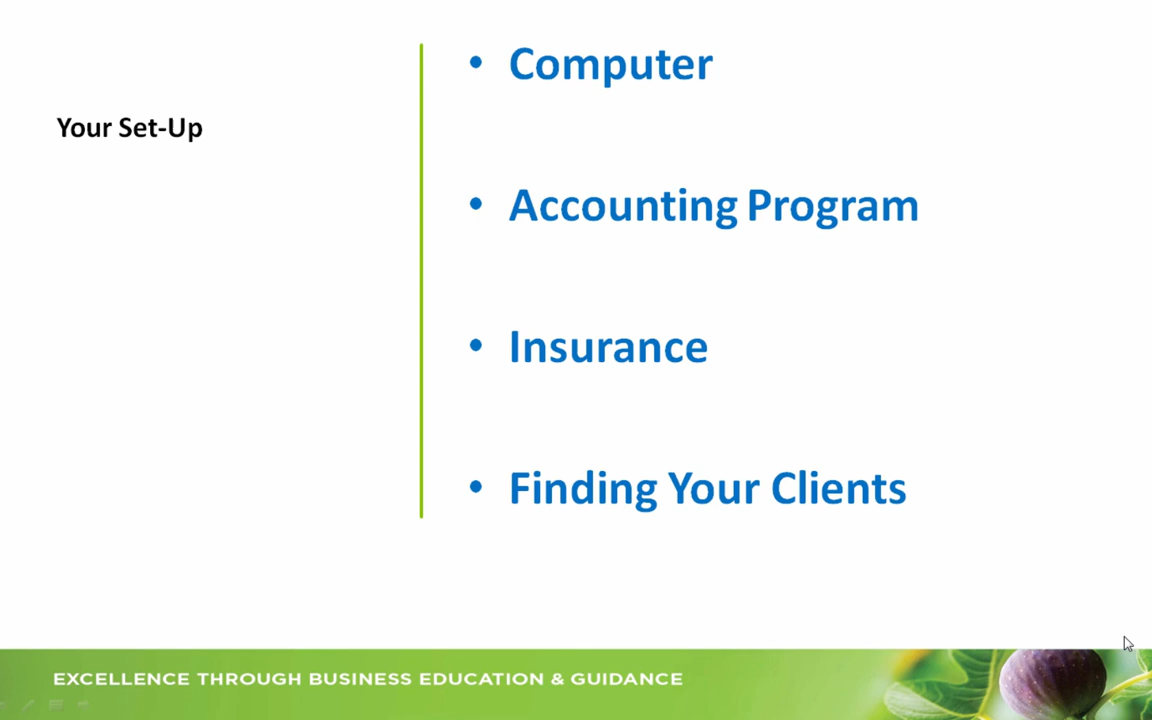 Your Set-Up
• Computer
• Accounting Program
• Insurance
• Finding Your Clients
EXCELLENCE THROUGH BUSINESS EDUCATION & GUIDANCE